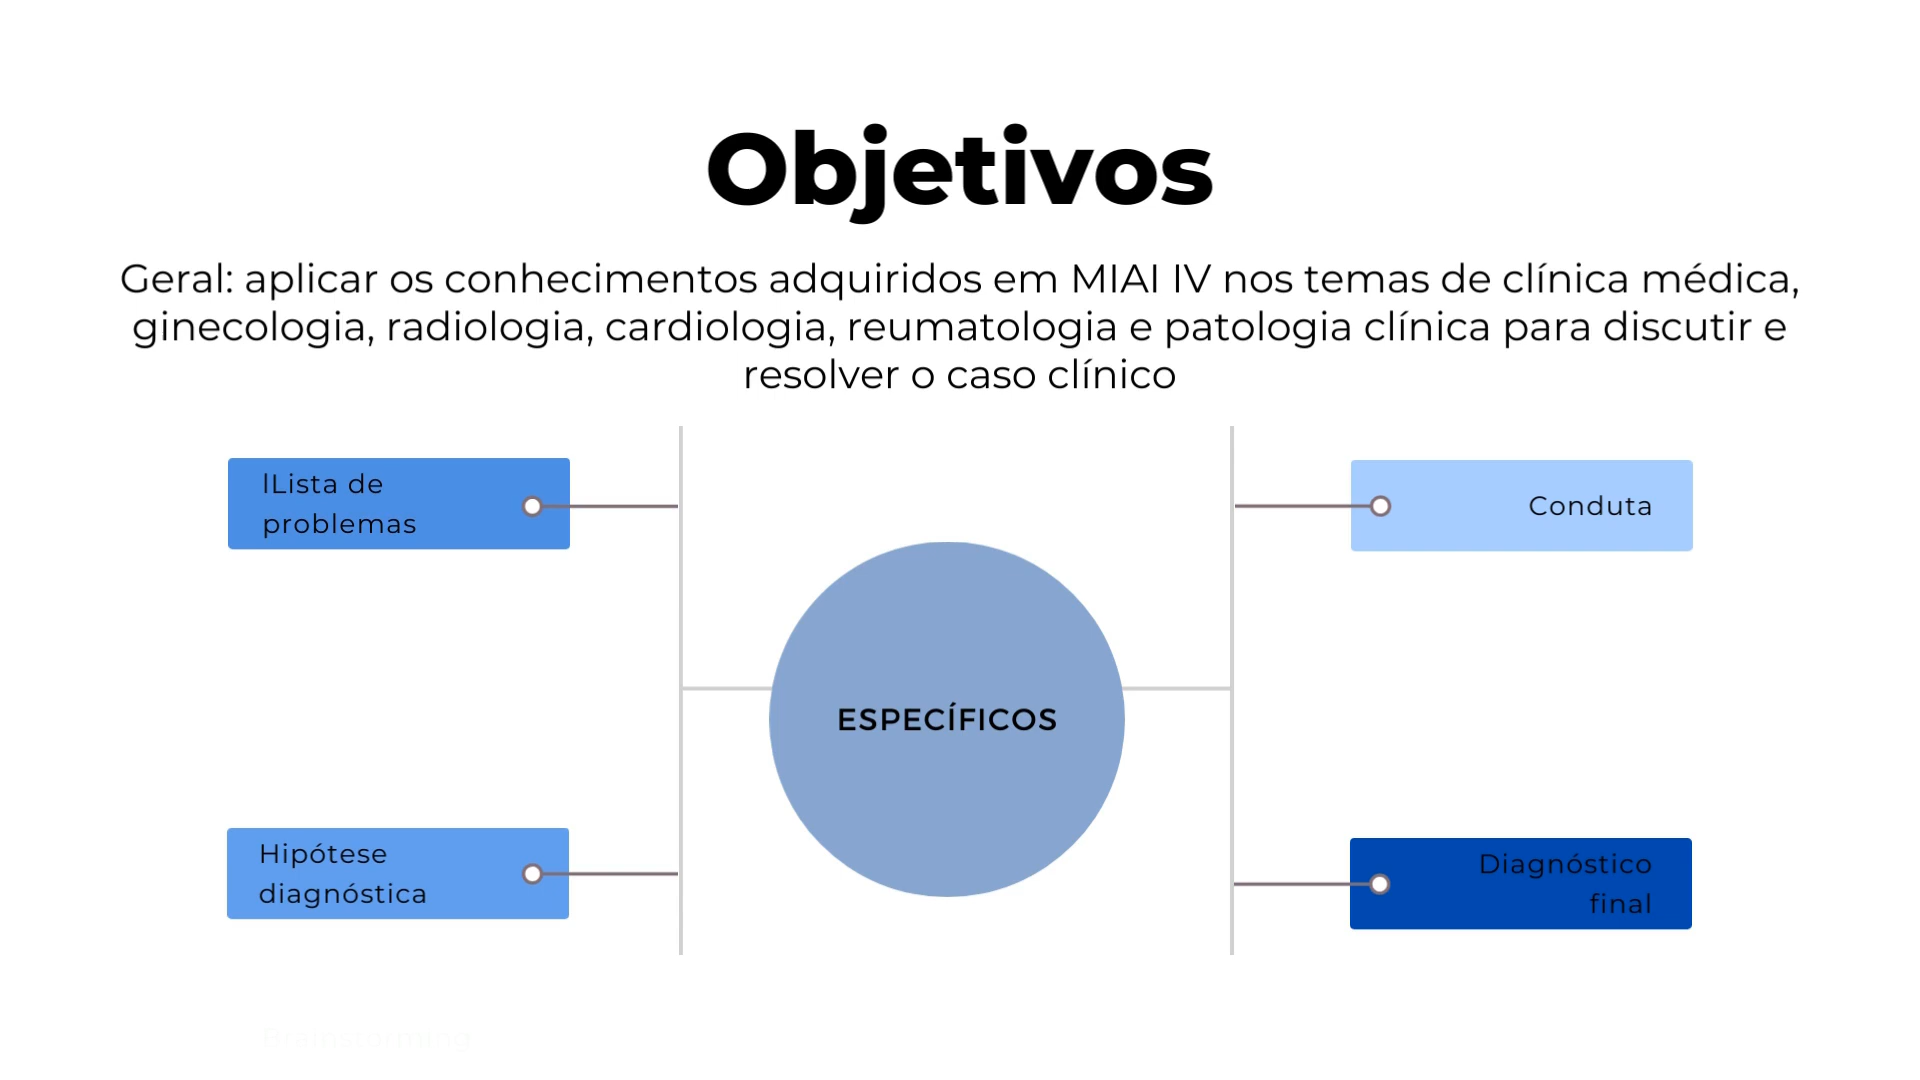 Objetivos
Geral: aplicar os conhecimentos adquiridos em MIAI IV nos temas de clínica médica,
ginecologia, radiologia, cardiologia, reumatologia e patologia clínica para discutir e
resolver o caso clínico
lLista de
problemas
Conduta
ESPECÍFICOS
Hipótese
diagnóstica
Diagnóstico
final
Brainstorming